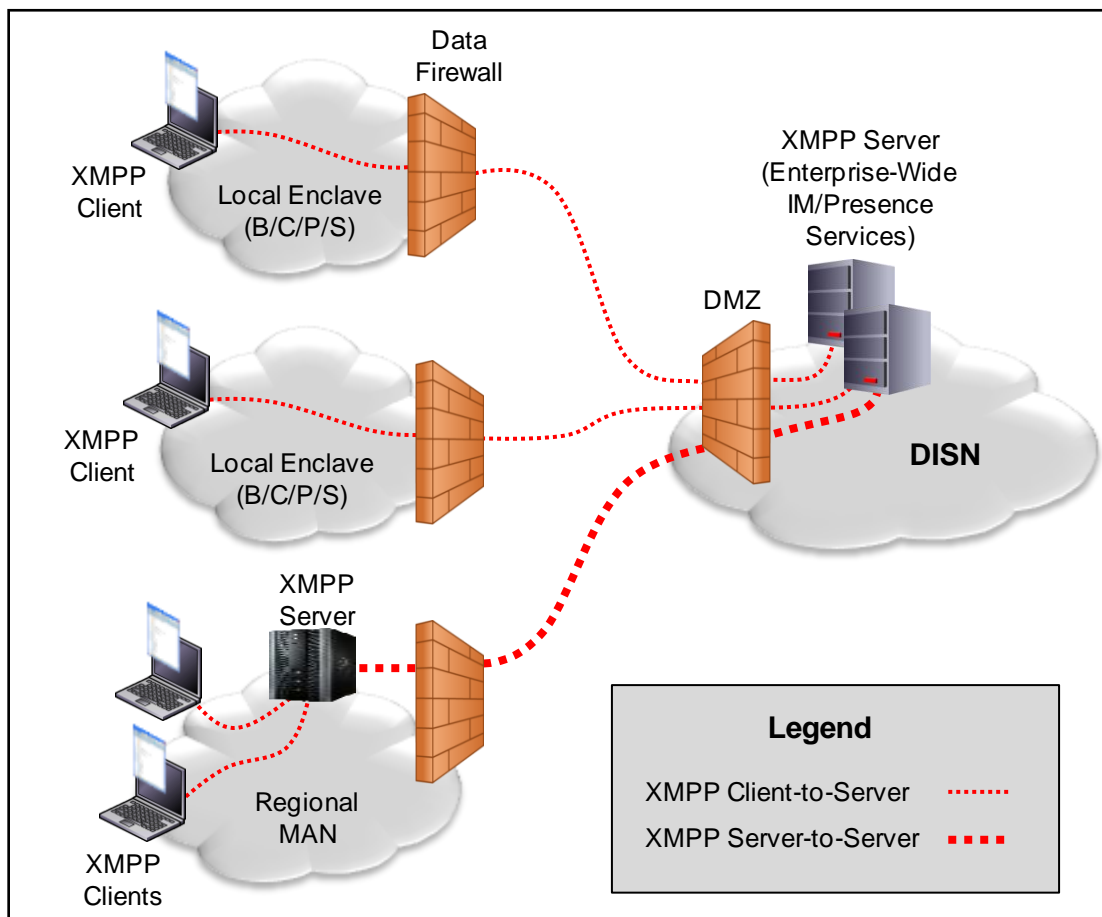 Data
Firewall
XMPP
Client
Local Enclave
(B/C/P/S)
XMPP Server
(Enterprise-Wide
IM/Presence
Services)
DMZ
XMPP
Client
Local Enclave
(B/C/P/S)
DISN
XMPP
Server
Regional
MAN
XMPP
Clients
Legend
XMPP Client-to-Server
XMPP Server-to-Server